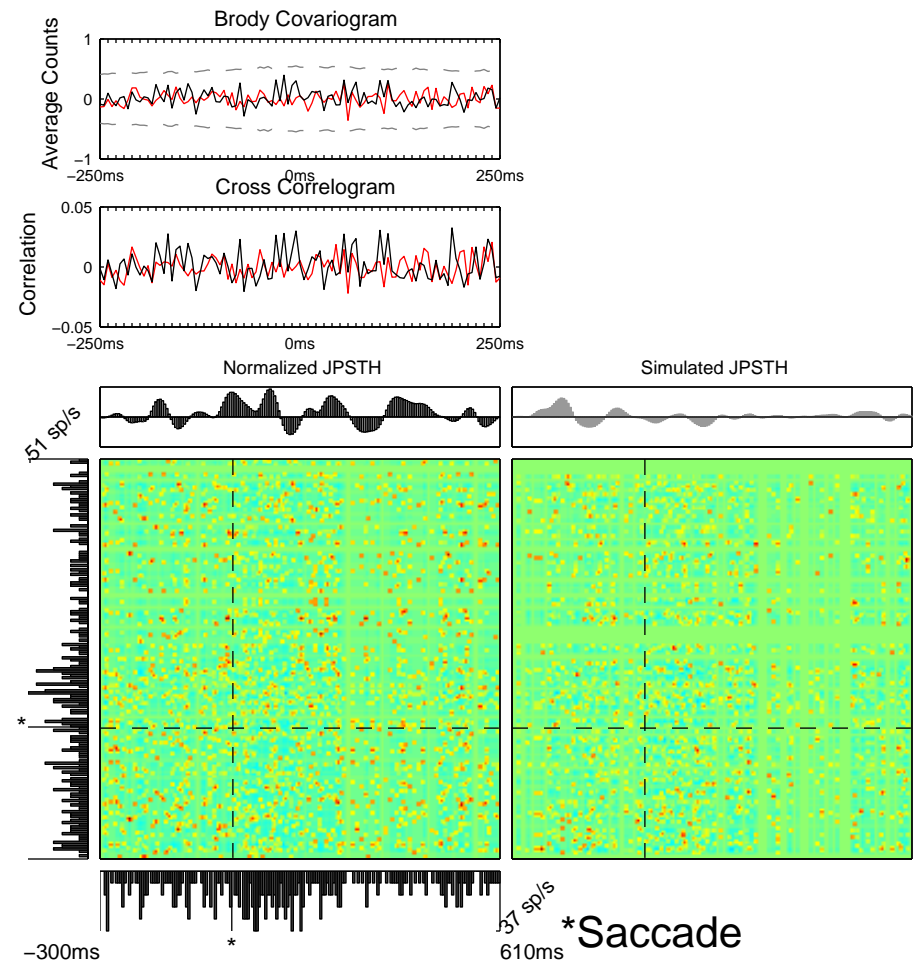 Brody Covariogram
Average Counts
1
0
−1
−250ms
0ms
250ms
Cross Correlogram
Correlation
0.05
0
−0.05
−250ms
0ms
250ms
Normalized JPSTH
Simulated JPSTH
51 sp/s
*
37 sp/s
*
*Saccade
−300ms
610ms